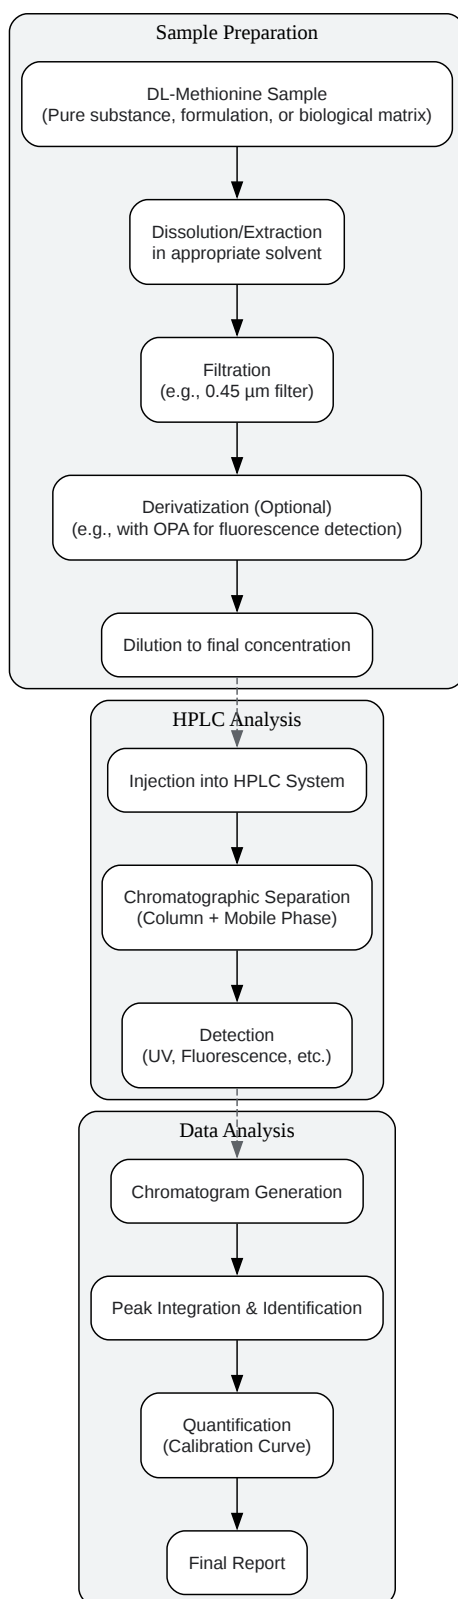 Sample Preparation
DL-Methionine Sample
(Pure substance, formulation, or biological matrix)
Dissolution/Extraction
in appropriate solvent
Filtration
(e.g., 0.45 µm filter)
Derivatization (Optional)
(e.g., with OPA for fluorescence detection)
Dilution to final concentration
HPLC Analysis
Injection into HPLC System
Chromatographic Separation
(Column + Mobile Phase)
Detection
(UV, Fluorescence, etc.)
Data Analysis
Chromatogram Generation
Peak Integration & Identification
Quantification
(Calibration Curve)
Final Report